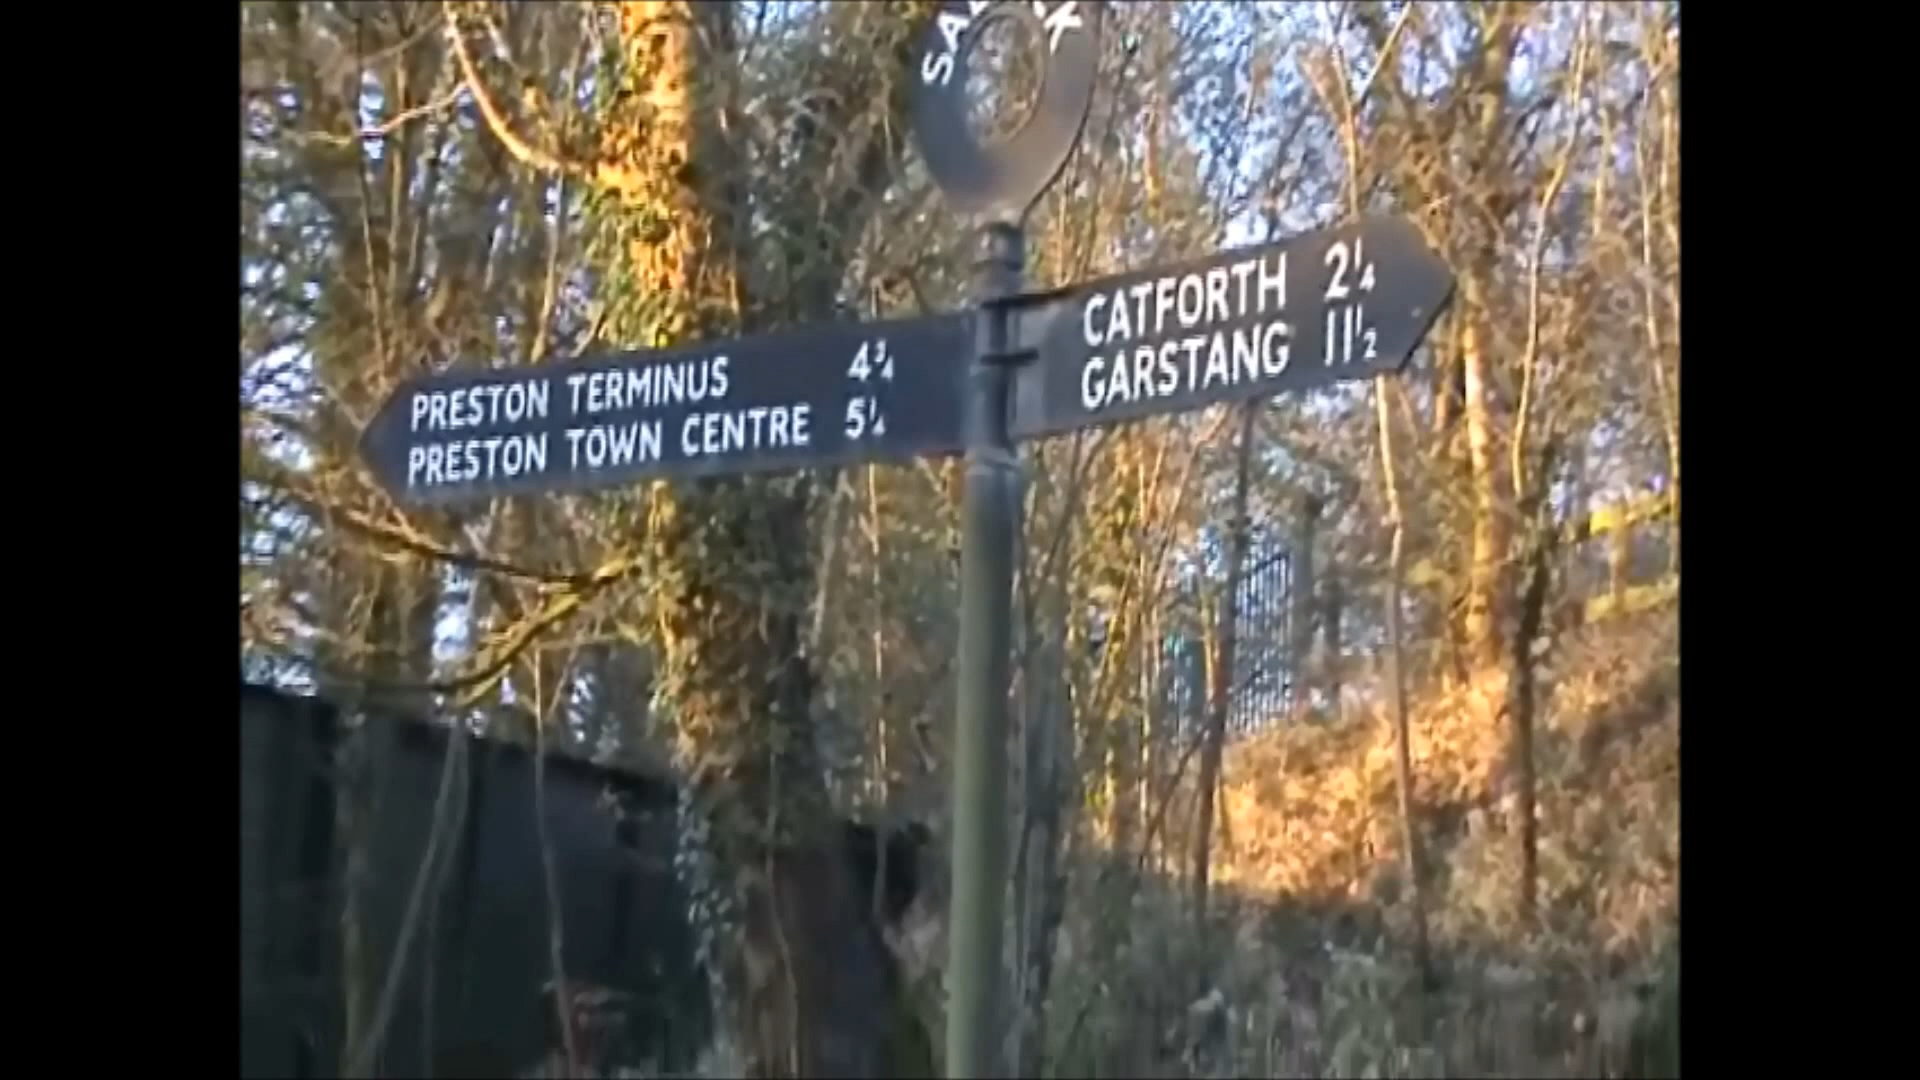 PRESTON TERMINUS 4¾
PRESTON TOWN CENTRE 5¼
CATFORTH 2¼
GARSTANG 11½